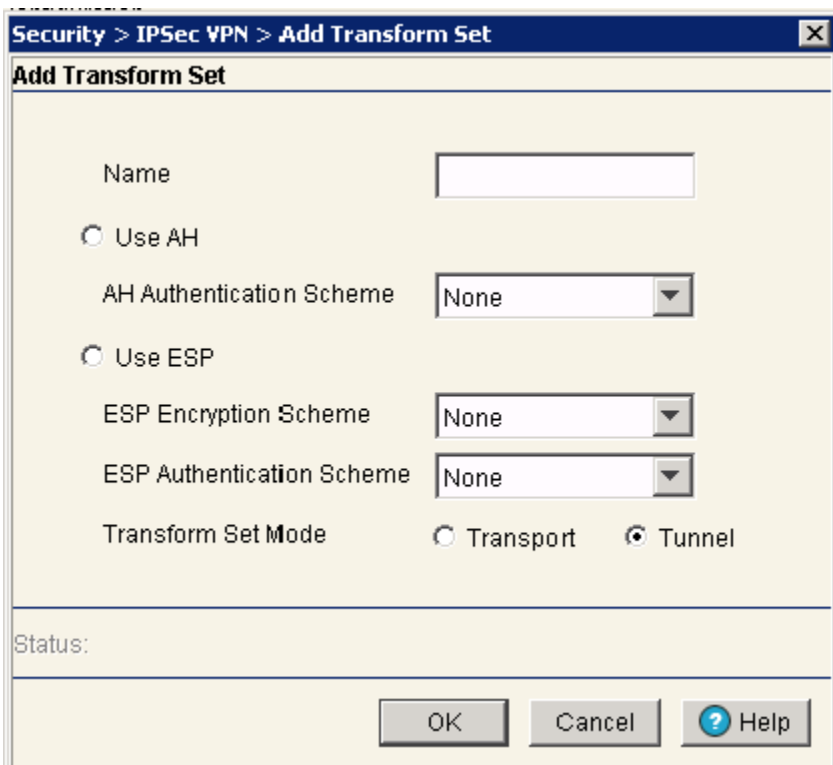 Security > IPSec VPN > Add Transform Set
Add Transform Set
Name
Use AH
AH Authentication Scheme None
Use ESP
ESP Encryption Scheme None
ESP Authentication Scheme None
Transform Set Mode Transport Tunnel
Status:
OK Cancel ? Help